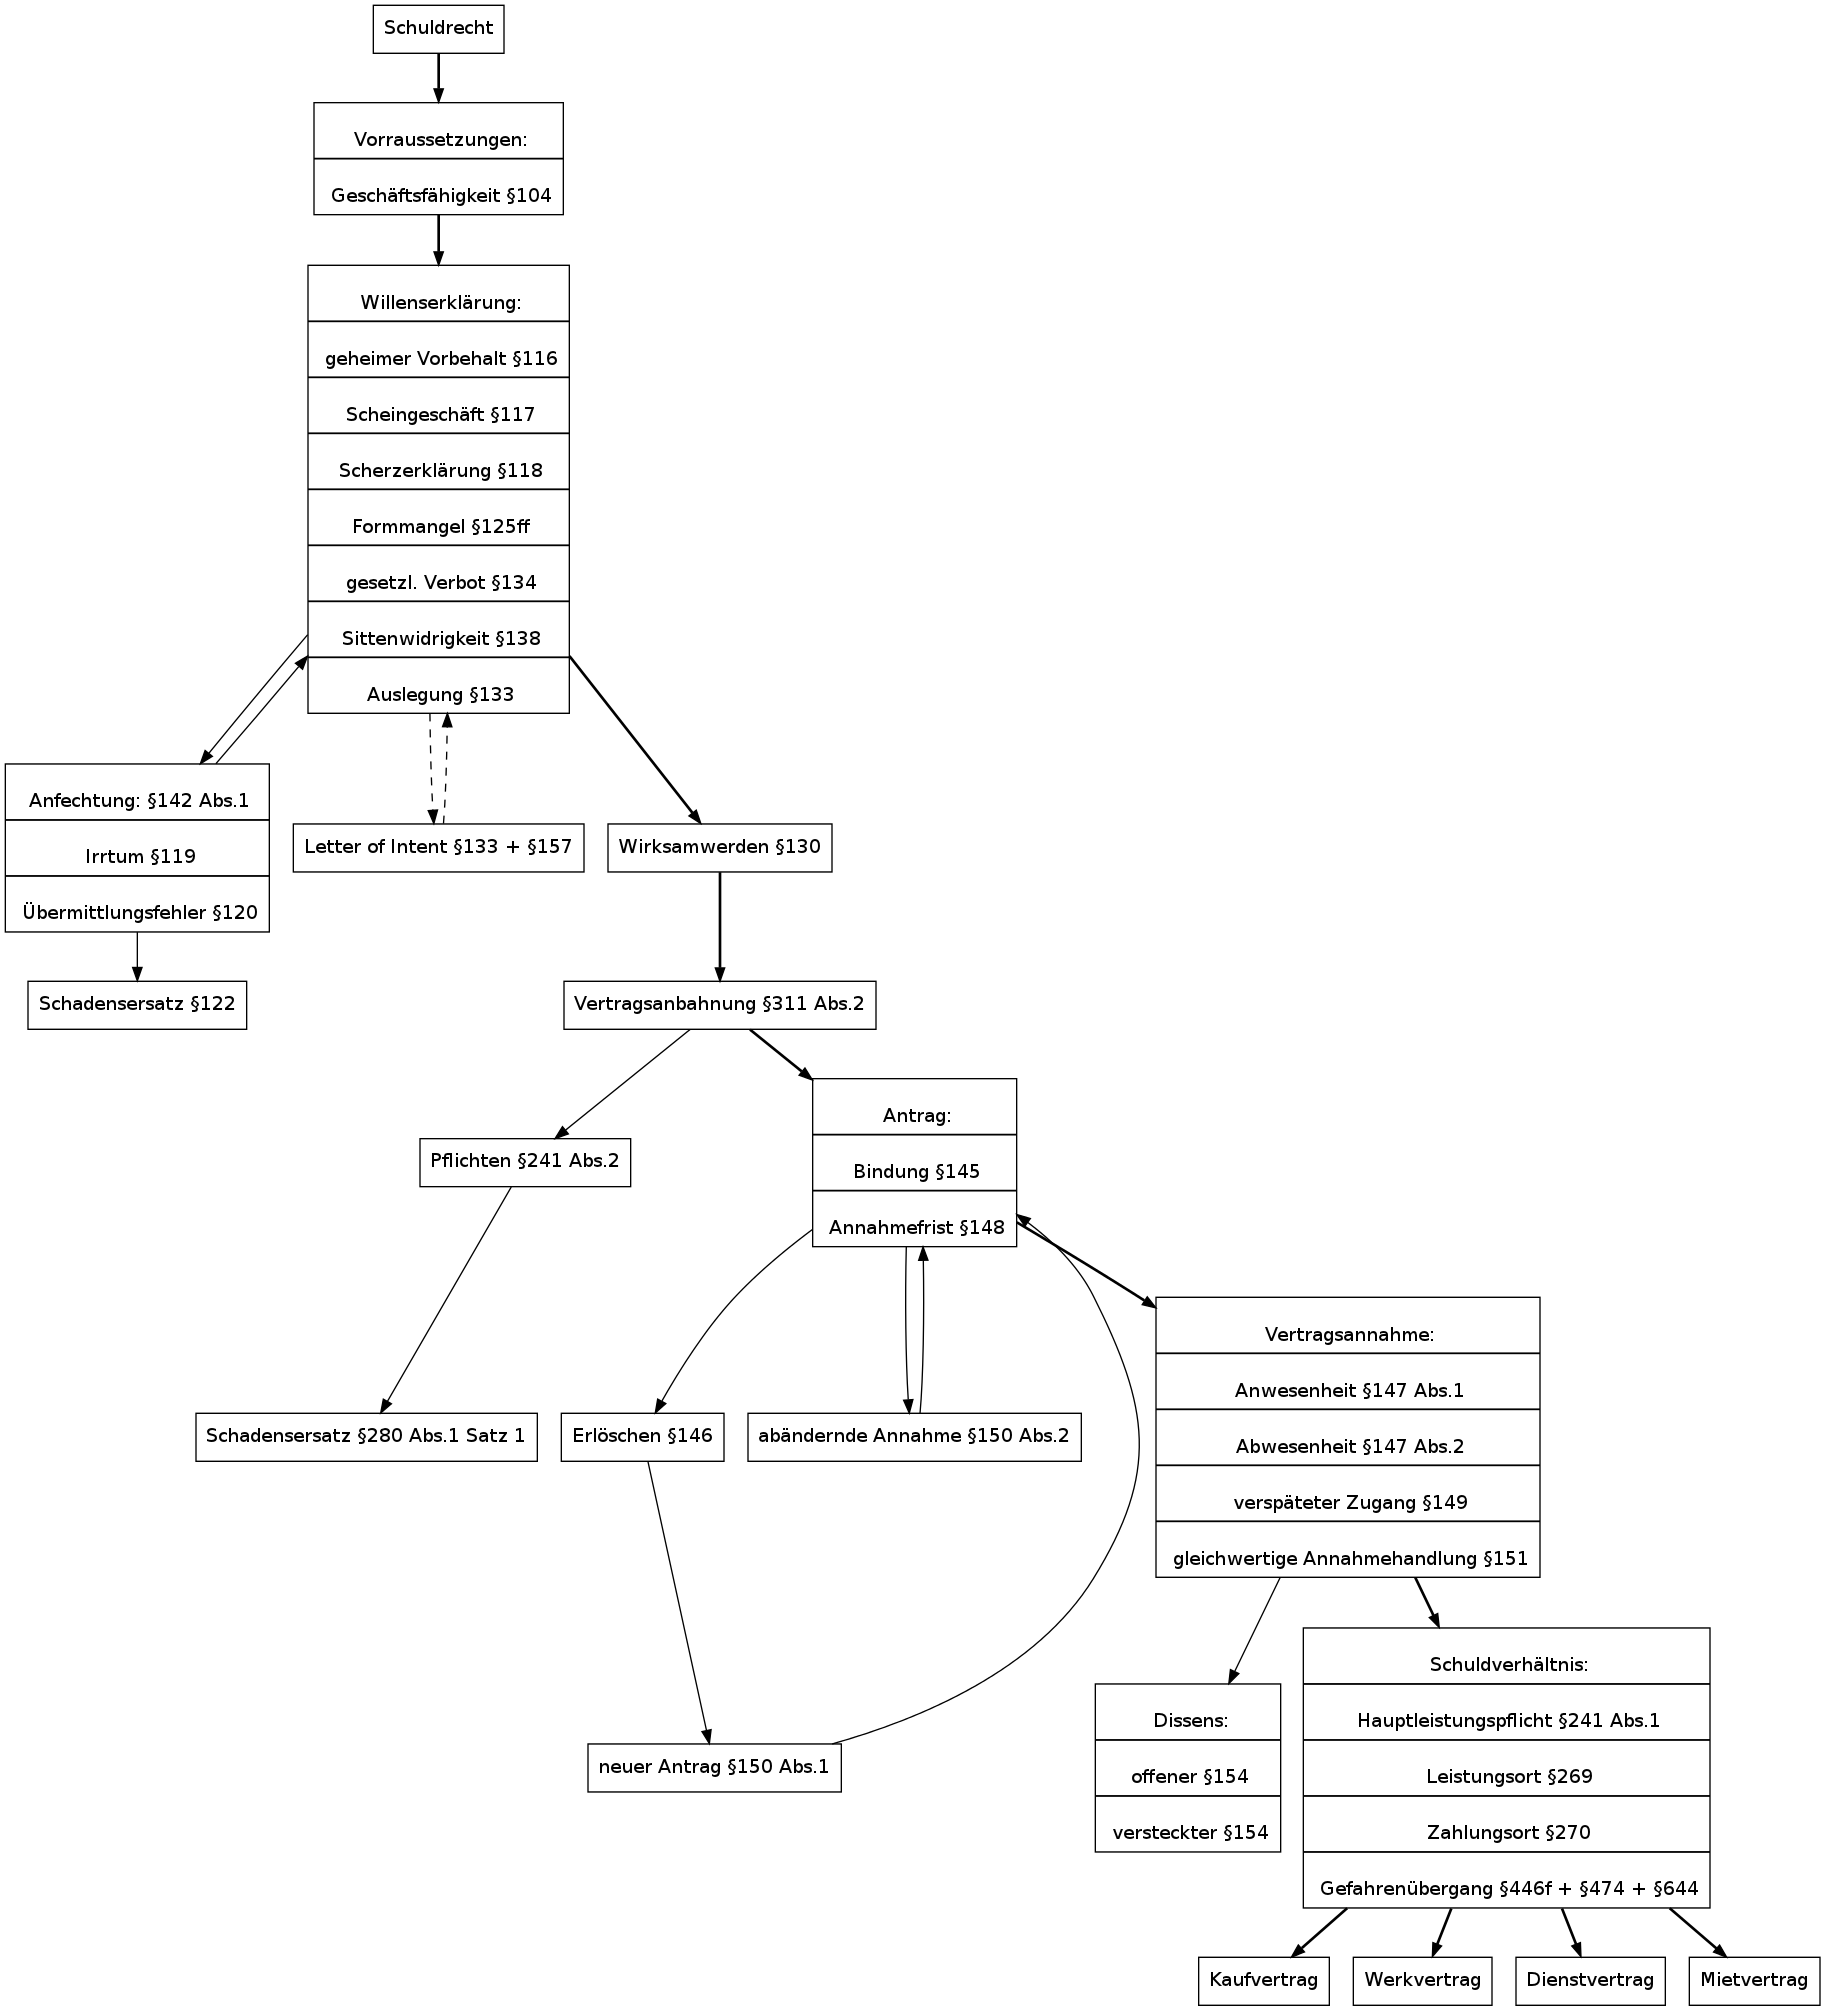 Schuldrecht
Vorraussetzungen:
Geschäftsfähigkeit §104
Willenserklärung:
geheimer Vorbehalt §116
Scheingeschäft §117
Scherzerklärung §118
Formmangel §125ff
gesetzl. Verbot §134
Sittenwidrigkeit §138
Auslegung §133
Anfechtung: §142 Abs.1
Irrtum §119
Übermittlungsfehler §120
Letter of Intent §133 + §157
Wirksamwerden §130
Schadensersatz §122
Vertragsanbahnung §311 Abs.2
Pflichten §241 Abs.2
Antrag:
Bindung §145
Annahmefrist §148
Schadensersatz §280 Abs.1 Satz 1
Erlöschen §146
abändernde Annahme §150 Abs.2
Vertragsannahme:
Anwesenheit §147 Abs.1
Abwesenheit §147 Abs.2
verspäteter Zugang §149
gleichwertige Annahmehandlung §151
neuer Antrag §150 Abs.1
Dissens:
offener §154
versteckter §154
Schuldverhältnis:
Hauptleistungspflicht §241 Abs.1
Leistungsort §269
Zahlungsort §270
Gefahrenübergang §446f + §474 + §644
Kaufvertrag
Werkvertrag
Dienstvertrag
Mietvertrag